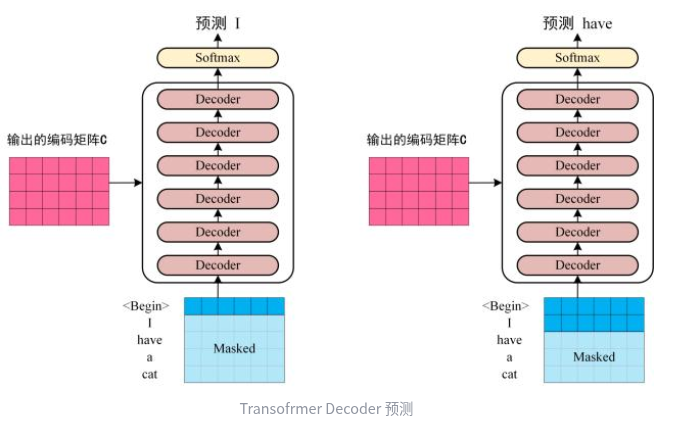 预测 I
Softmax
Decoder
Decoder
Decoder
Decoder
Decoder
Decoder
输出的编码矩阵C
<Begin>
I
have
a
cat
Masked
预测 have
Softmax
Decoder
Decoder
Decoder
Decoder
Decoder
Decoder
输出的编码矩阵C
<Begin>
I
have
a
cat
Masked
Transofrmer Decoder 预测